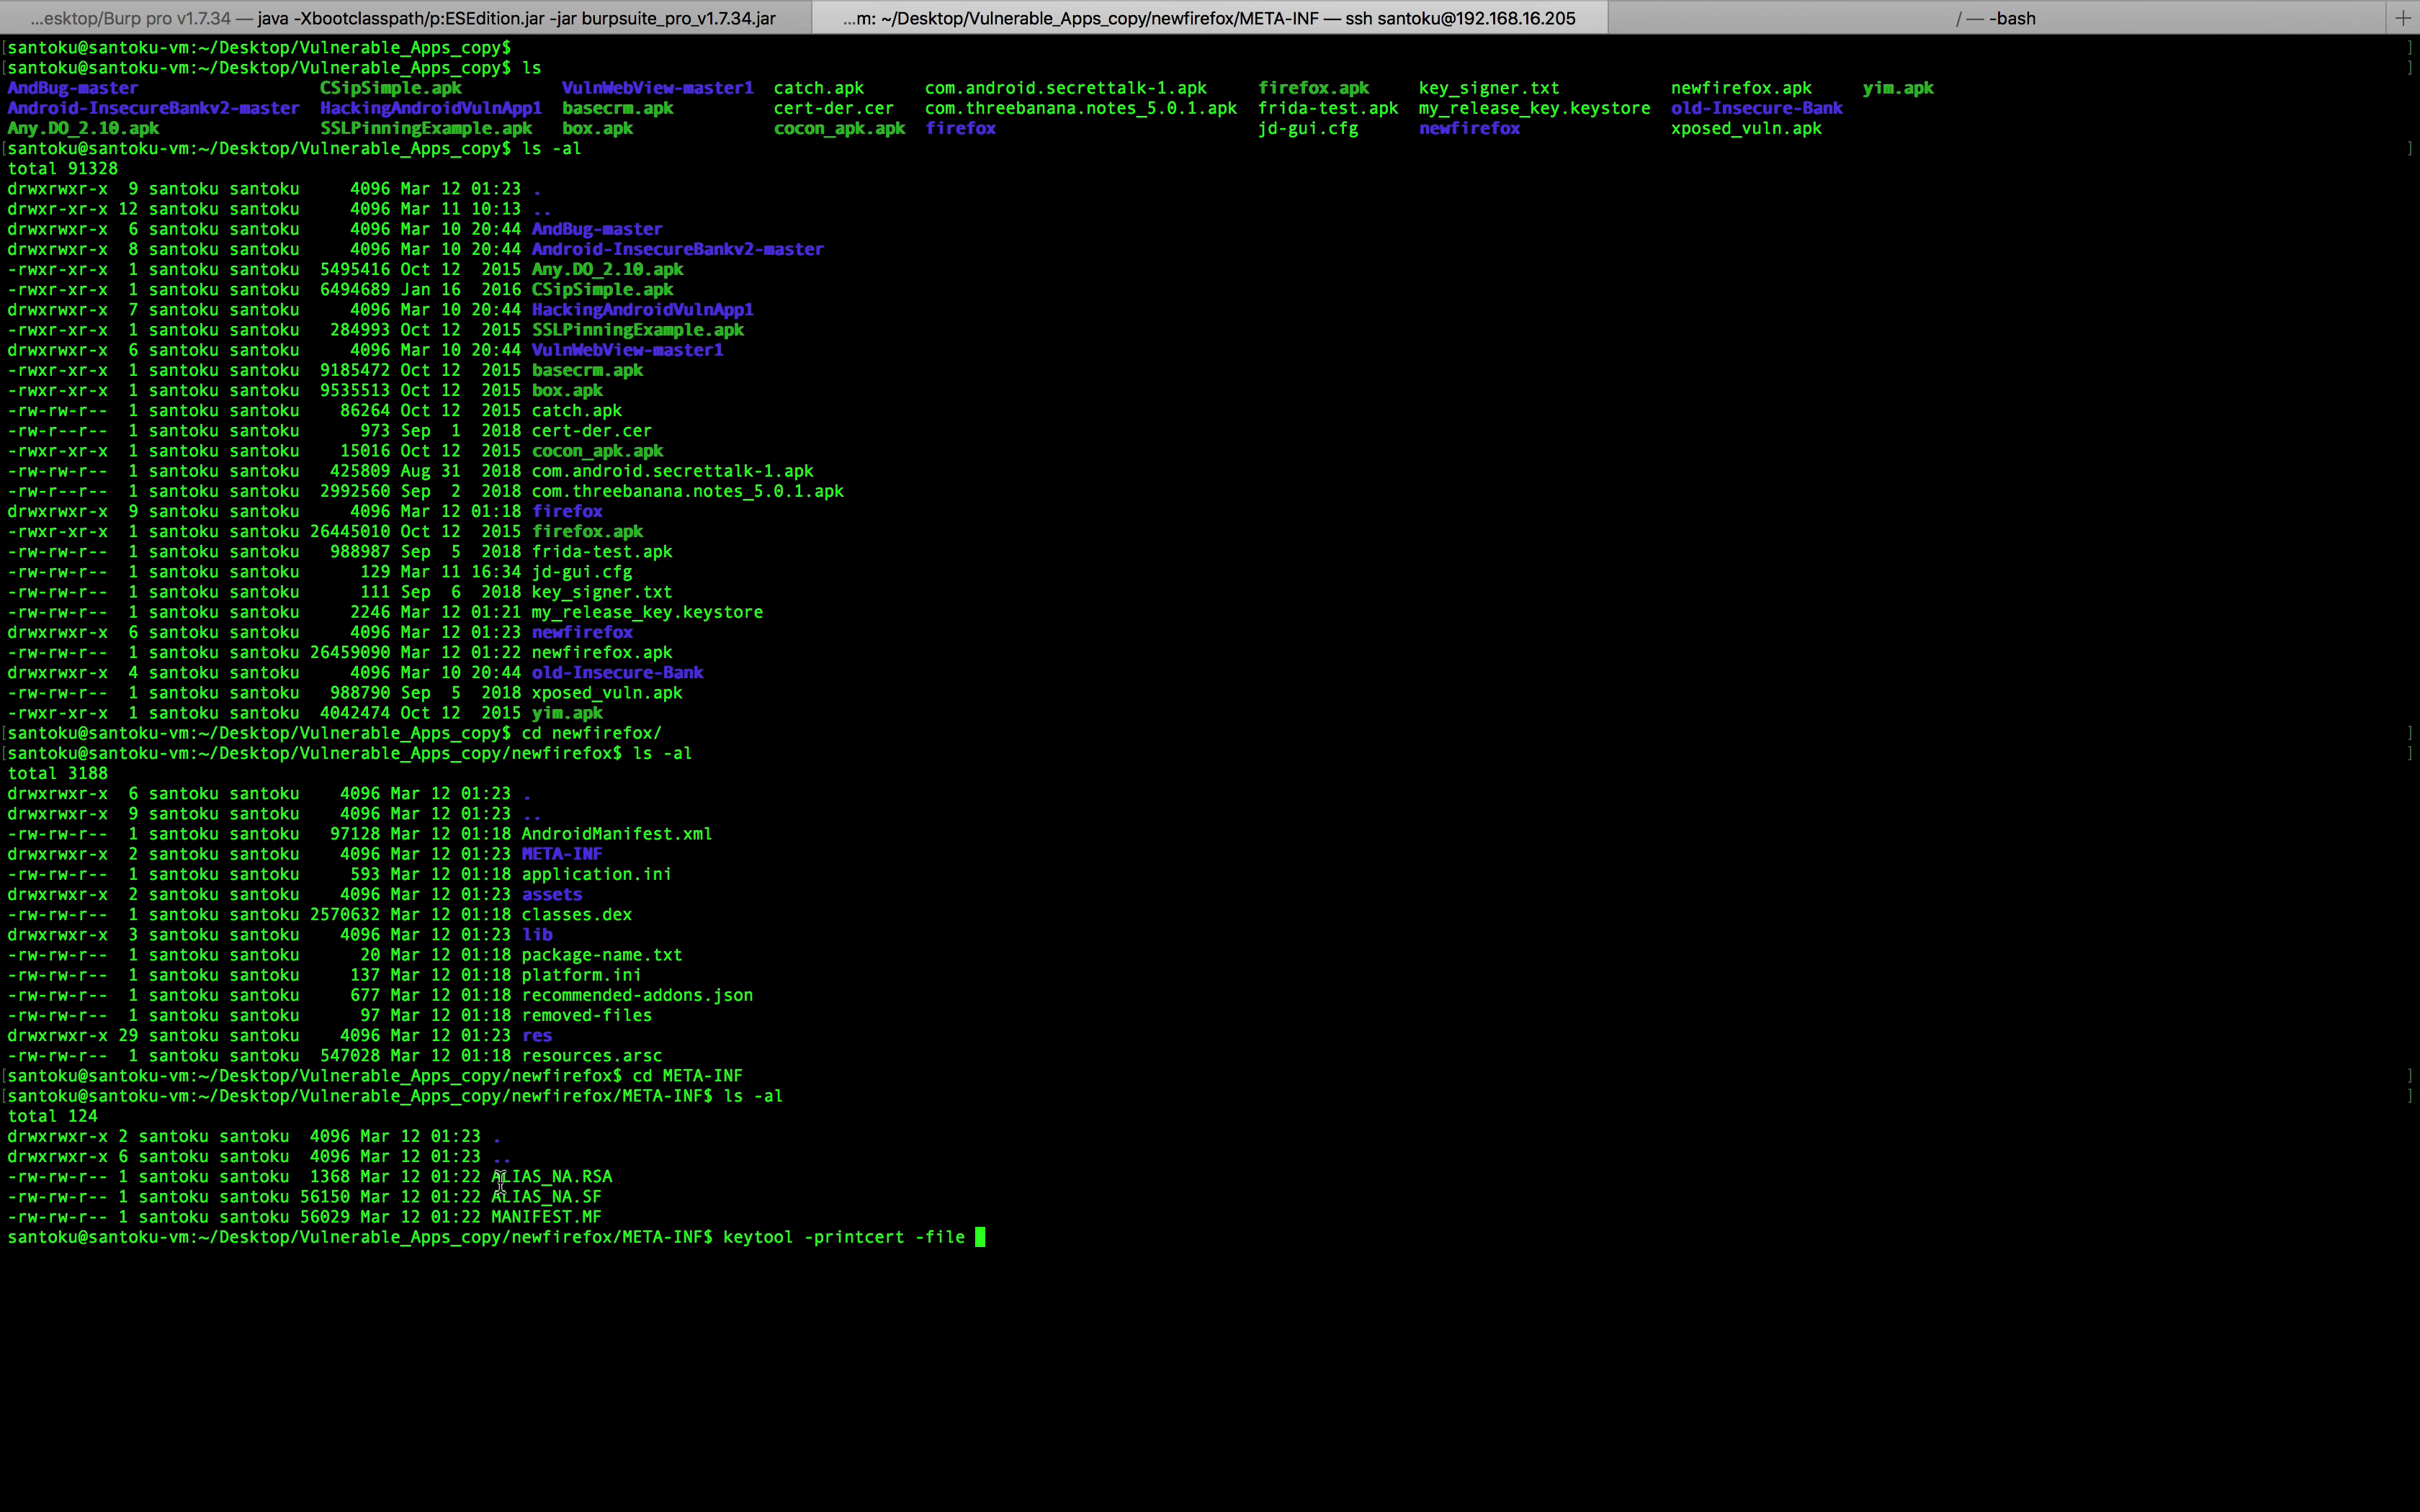 ...esktop/Burp pro v1.7.34 — java -Xbootclasspath/p:ESEdition.jar -jar burpsuite_pro_v1.7.34.jar ...m: ~/Desktop/Vulnerable_Apps_copy/newfirefox/META-INF — ssh santoku@192.168.16.205 / — -bash +
[santoku@santoku-vm:~/Desktop/Vulnerable_Apps_copy$ ]
[santoku@santoku-vm:~/Desktop/Vulnerable_Apps_copy$ ls ]
AndBug-master CSipSimple.apk VulnWebView-master1 catch.apk com.android.secrettalk-1.apk firefox.apk key_signer.txt newfirefox.apk yim.apk
Android-InsecureBankv2-master HackingAndroidVulnApp1 basecrm.apk cert-der.cer com.threebanana.notes_5.0.1.apk frida-test.apk my_release_key.keystore old-Insecure-Bank
Any.DO_2.10.apk SSLPinningExample.apk box.apk cocon_apk.apk firefox jd-gui.cfg newfirefox xposed_vuln.apk
[santoku@santoku-vm:~/Desktop/Vulnerable_Apps_copy$ ls -al ]
total 91328
drwxrwxr-x 9 santoku santoku 4096 Mar 12 01:23 .
drwxr-xr-x 12 santoku santoku 4096 Mar 11 10:13 ..
drwxrwxr-x 6 santoku santoku 4096 Mar 10 20:44 AndBug-master
drwxrwxr-x 8 santoku santoku 4096 Mar 10 20:44 Android-InsecureBankv2-master
-rwxr-xr-x 1 santoku santoku 5495416 Oct 12 2015 Any.DO_2.10.apk
-rwxr-xr-x 1 santoku santoku 6494689 Jan 16 2016 CSipSimple.apk
drwxrwxr-x 7 santoku santoku 4096 Mar 10 20:44 HackingAndroidVulnApp1
-rwxr-xr-x 1 santoku santoku 284993 Oct 12 2015 SSLPinningExample.apk
drwxrwxr-x 6 santoku santoku 4096 Mar 10 20:44 VulnWebView-master1
-rwxr-xr-x 1 santoku santoku 9185472 Oct 12 2015 basecrm.apk
-rwxr-xr-x 1 santoku santoku 9535513 Oct 12 2015 box.apk
-rw-rw-r-- 1 santoku santoku 86264 Oct 12 2015 catch.apk
-rw-r--r-- 1 santoku santoku 973 Sep 1 2018 cert-der.cer
-rwxr-xr-x 1 santoku santoku 15016 Oct 12 2015 cocon_apk.apk
-rw-rw-r-- 1 santoku santoku 425809 Aug 31 2018 com.android.secrettalk-1.apk
-rw-r--r-- 1 santoku santoku 2992560 Sep 2 2018 com.threebanana.notes_5.0.1.apk
drwxrwxr-x 9 santoku santoku 4096 Mar 12 01:18 firefox
-rwxr-xr-x 1 santoku santoku 26445010 Oct 12 2015 firefox.apk
-rw-rw-r-- 1 santoku santoku 988987 Sep 5 2018 frida-test.apk
-rw-rw-r-- 1 santoku santoku 129 Mar 11 16:34 jd-gui.cfg
-rw-rw-r-- 1 santoku santoku 111 Sep 6 2018 key_signer.txt
-rw-rw-r-- 1 santoku santoku 2246 Mar 12 01:21 my_release_key.keystore
drwxrwxr-x 6 santoku santoku 4096 Mar 12 01:23 newfirefox
-rw-rw-r-- 1 santoku santoku 26459090 Mar 12 01:22 newfirefox.apk
drwxrwxr-x 4 santoku santoku 4096 Mar 10 20:44 old-Insecure-Bank
-rw-rw-r-- 1 santoku santoku 988790 Sep 5 2018 xposed_vuln.apk
-rwxr-xr-x 1 santoku santoku 4042474 Oct 12 2015 yim.apk
[santoku@santoku-vm:~/Desktop/Vulnerable_Apps_copy$ cd newfirefox/ ]
[santoku@santoku-vm:~/Desktop/Vulnerable_Apps_copy/newfirefox$ ls -al ]
total 3188
drwxrwxr-x 6 santoku santoku 4096 Mar 12 01:23 .
drwxrwxr-x 9 santoku santoku 4096 Mar 12 01:23 ..
-rw-rw-r-- 1 santoku santoku 97128 Mar 12 01:18 AndroidManifest.xml
drwxrwxr-x 2 santoku santoku 4096 Mar 12 01:23 META-INF
-rw-rw-r-- 1 santoku santoku 593 Mar 12 01:18 application.ini
drwxrwxr-x 2 santoku santoku 4096 Mar 12 01:23 assets
-rw-rw-r-- 1 santoku santoku 2570632 Mar 12 01:18 classes.dex
drwxrwxr-x 3 santoku santoku 4096 Mar 12 01:23 lib
-rw-rw-r-- 1 santoku santoku 20 Mar 12 01:18 package-name.txt
-rw-rw-r-- 1 santoku santoku 137 Mar 12 01:18 platform.ini
-rw-rw-r-- 1 santoku santoku 677 Mar 12 01:18 recommended-addons.json
-rw-rw-r-- 1 santoku santoku 97 Mar 12 01:18 removed-files
drwxrwxr-x 29 santoku santoku 4096 Mar 12 01:23 res
-rw-rw-r-- 1 santoku santoku 547028 Mar 12 01:18 resources.arsc
[santoku@santoku-vm:~/Desktop/Vulnerable_Apps_copy/newfirefox$ cd META-INF ]
[santoku@santoku-vm:~/Desktop/Vulnerable_Apps_copy/newfirefox/META-INF$ ls -al ]
total 124
drwxrwxr-x 2 santoku santoku 4096 Mar 12 01:23 .
drwxrwxr-x 6 santoku santoku 4096 Mar 12 01:23 ..
-rw-rw-r-- 1 santoku santoku 1368 Mar 12 01:22 ALIAS_NA.RSA
-rw-rw-r-- 1 santoku santoku 56150 Mar 12 01:22 ALIAS_NA.SF
-rw-rw-r-- 1 santoku santoku 56029 Mar 12 01:22 MANIFEST.MF
santoku@santoku-vm:~/Desktop/Vulnerable_Apps_copy/newfirefox/META-INF$ keytool -printcert -file